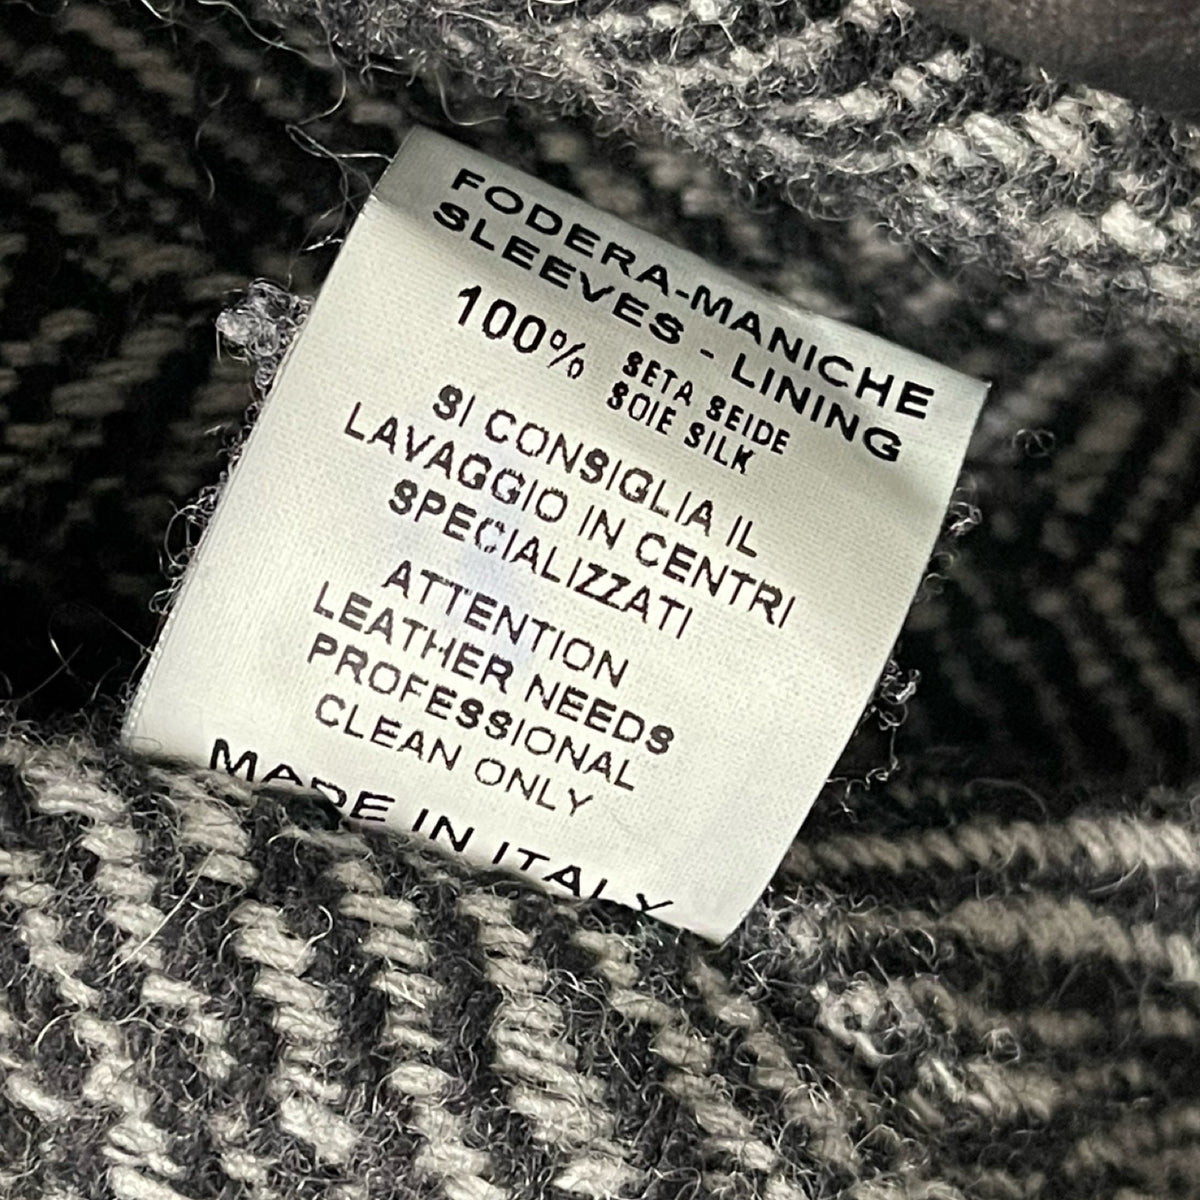 FODERA-MANICHE
SLEEVES - LINING
100% SETA SEIDE
SOIE SILK
SI CONSIGLIA IL
LAVAGGIO IN CENTRI
SPECIALIZZATI
ATTENTION
LEATHER NEEDS
PROFESSIONAL
CLEAN ONLY
MADE IN ITALY